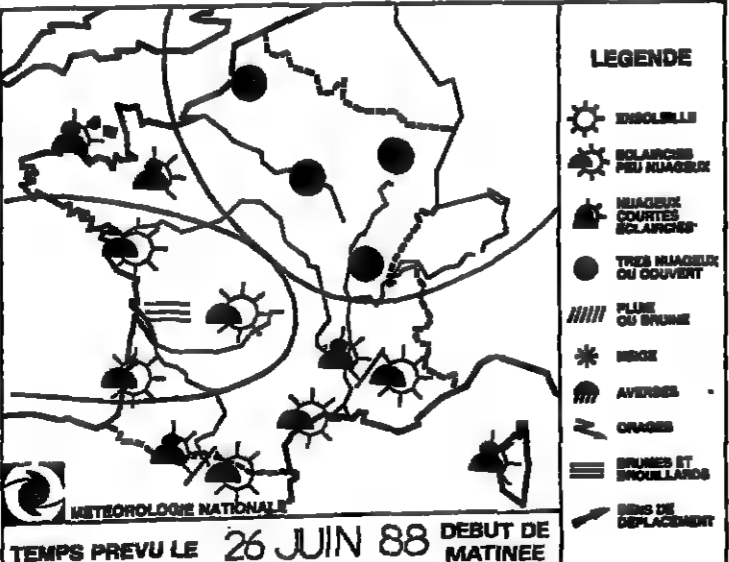 LEGENDE
ENSOLEILLE
ECLAIRCIES
PEU NUAGEUX
NUAGEUX
COURTES
ECLAIRCIES
TRES NUAGEUX
OU COUVERT
PLUIE
OU BRUINE
NEIGE
AVERSES
ORAGES
BRUMES ET
BROUILLARDS
SENS DE
DEPLACEMENT
METEOROLOGIE NATIONALE
TEMPS PREVU LE 26 JUIN 88 DEBUT DE
MATINEE